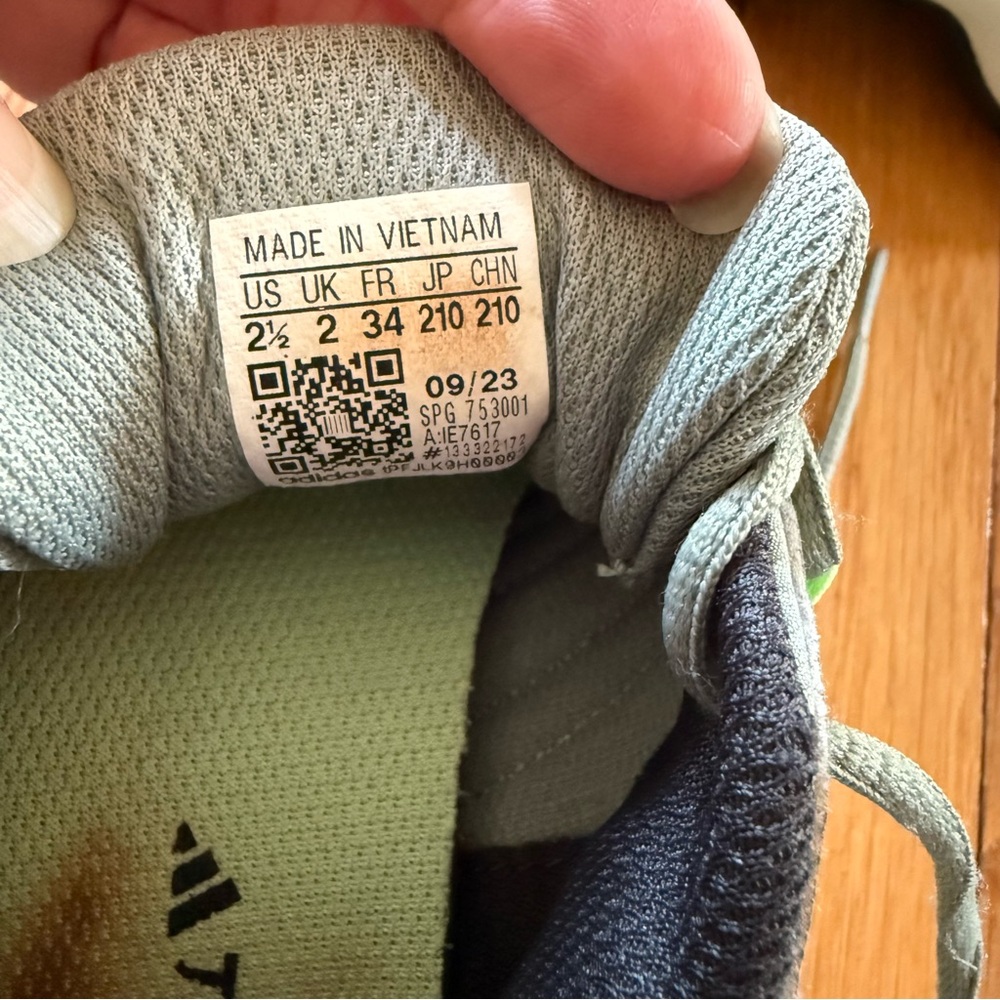 MADE IN VIETNAM
US UK FR JP CHN
2½ 2 34 210 210
09/23
SPG 753001
A:IE7617
adidas